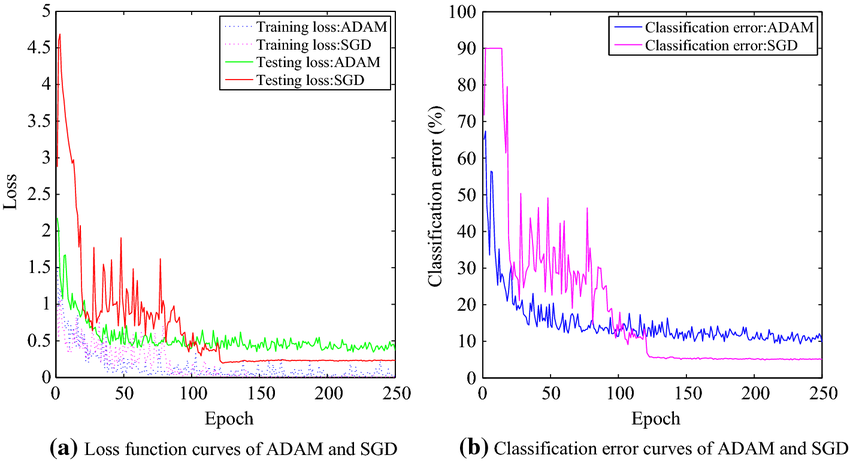 5
4.5
4
3.5
3
2.5
2
1.5
1
0.5
0
Loss
0 50 100 150 200 250
Epoch
Training loss:ADAM
Training loss:SGD
Testing loss:ADAM
Testing loss:SGD
(a) Loss function curves of ADAM and SGD
100
90
80
70
60
50
40
30
20
10
0
Classification error (%)
0 50 100 150 200 250
Epoch
Classification error:ADAM
Classification error:SGD
(b) Classification error curves of ADAM and SGD